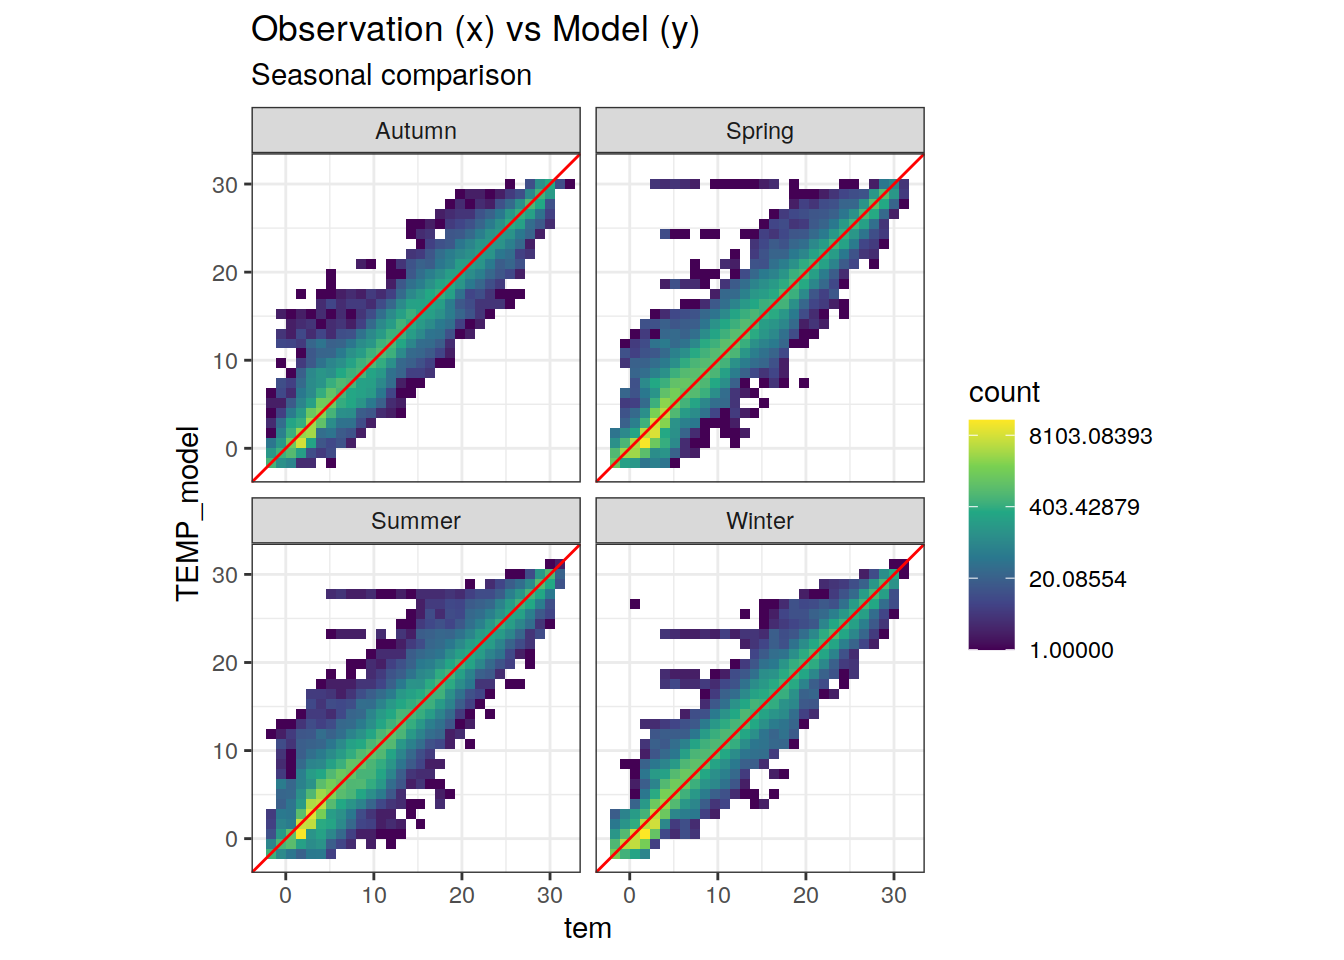 Observation (x) vs Model (y)
Seasonal comparison
Autumn
Spring
30
20
10
0
Summer
Winter
30
20
10
0
0
10
20
30
0
10
20
30
tem
TEMP_model
count
8103.08393
403.42879
20.08554
1.00000